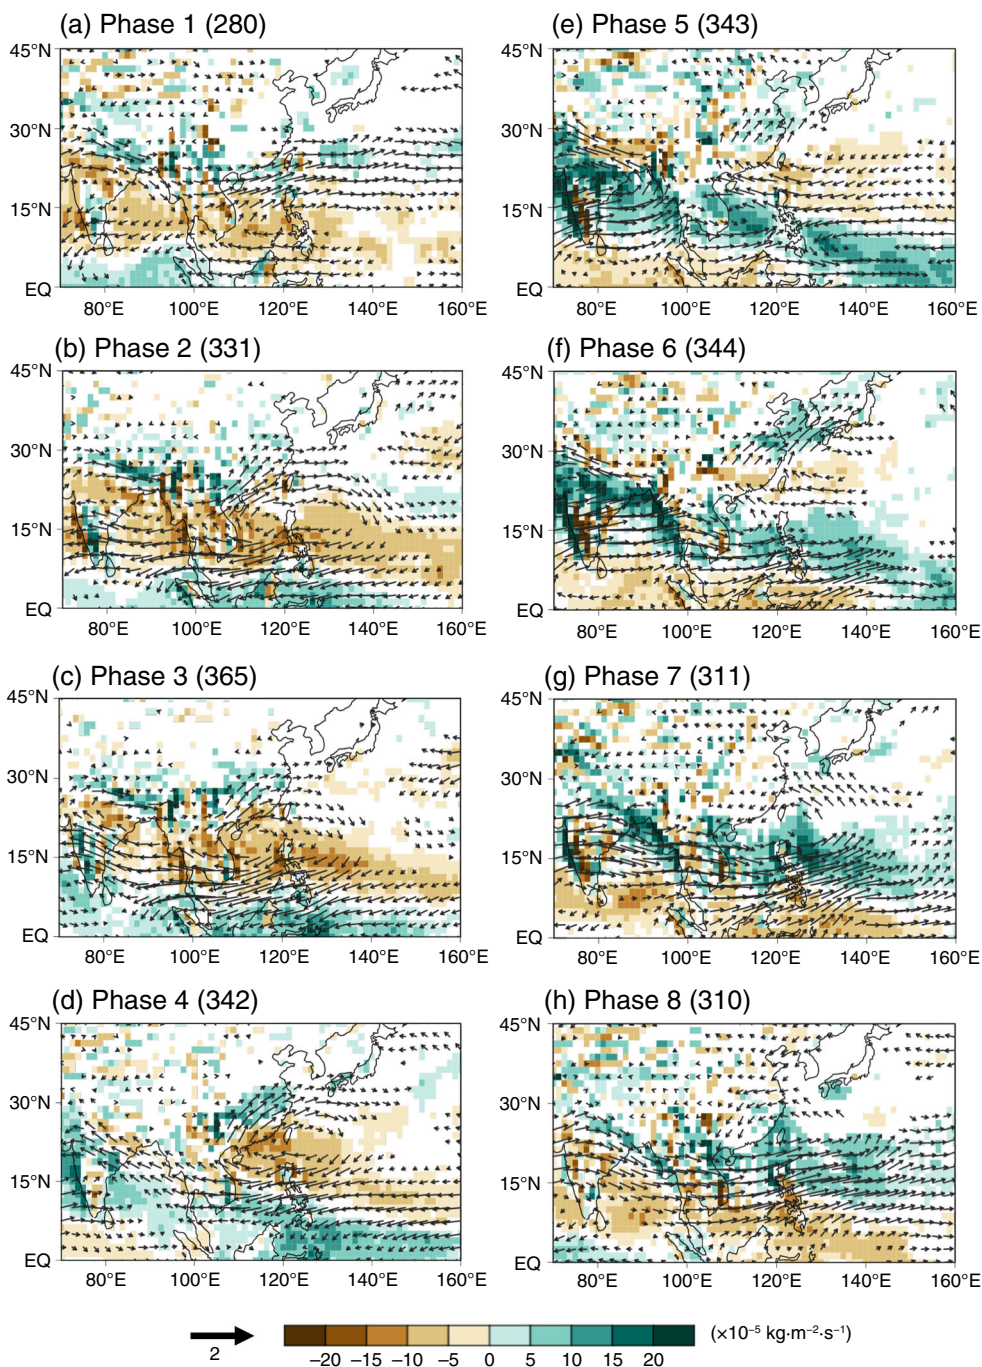 (a) Phase 1 (280)
45°N
30°N
15°N
EQ
80°E 100°E 120°E 140°E 160°E
(b) Phase 2 (331)
45°N
30°N
15°N
EQ
80°E 100°E 120°E 140°E 160°E
(c) Phase 3 (365)
45°N
30°N
15°N
EQ
80°E 100°E 120°E 140°E 160°E
(d) Phase 4 (342)
45°N
30°N
15°N
EQ
80°E 100°E 120°E 140°E 160°E
(e) Phase 5 (343)
45°N
30°N
15°N
EQ
80°E 100°E 120°E 140°E 160°E
(f) Phase 6 (344)
45°N
30°N
15°N
EQ
80°E 100°E 120°E 140°E 160°E
(g) Phase 7 (311)
45°N
30°N
15°N
EQ
80°E 100°E 120°E 140°E 160°E
(h) Phase 8 (310)
45°N
30°N
15°N
EQ
80°E 100°E 120°E 140°E 160°E
2
−20 −15 −10 −5 0 5 10 15 20
(×10⁻⁵ kg·m⁻²·s⁻¹)